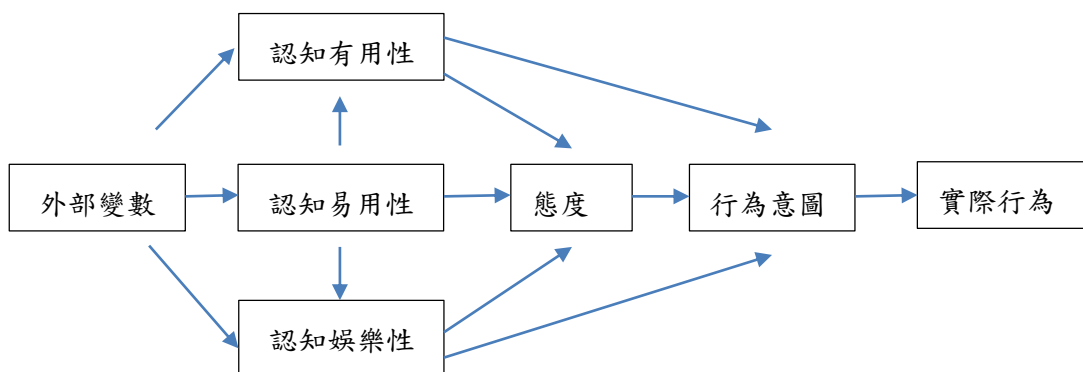 認知有用性
外部變數
認知易用性
態度
行為意圖
實際行為
認知娛樂性